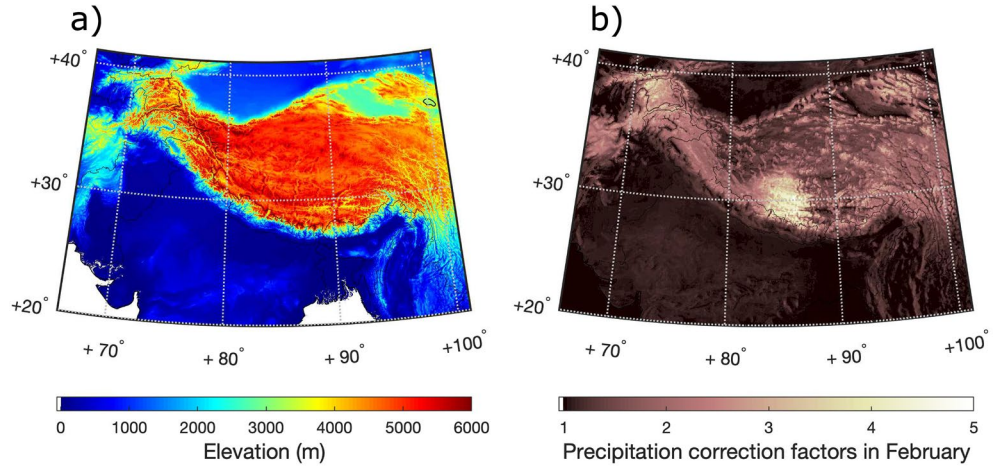 a)
+40°
+30°
+20°
+ 70°
+ 80°
+ 90°
+100°
0 1000 2000 3000 4000 5000 6000
Elevation (m)
b)
+40°
+30°
+20°
+ 70°
+ 80°
+ 90°
+100°
1 2 3 4 5
Precipitation correction factors in February